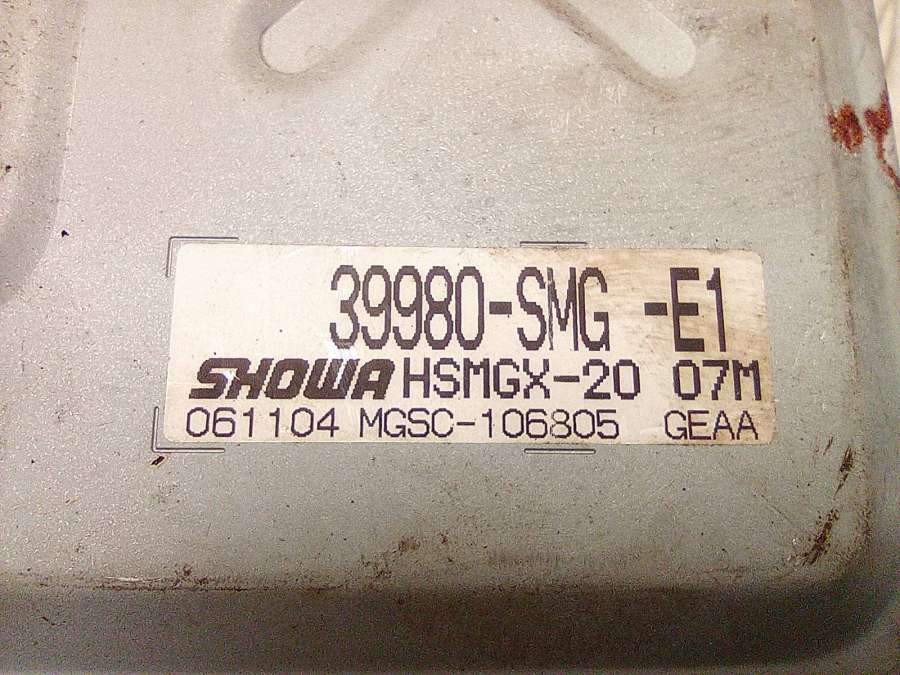 39980-SMG -E1
SHOWA HSMGX-20 07M
061104 MGSC-106805 GEAA